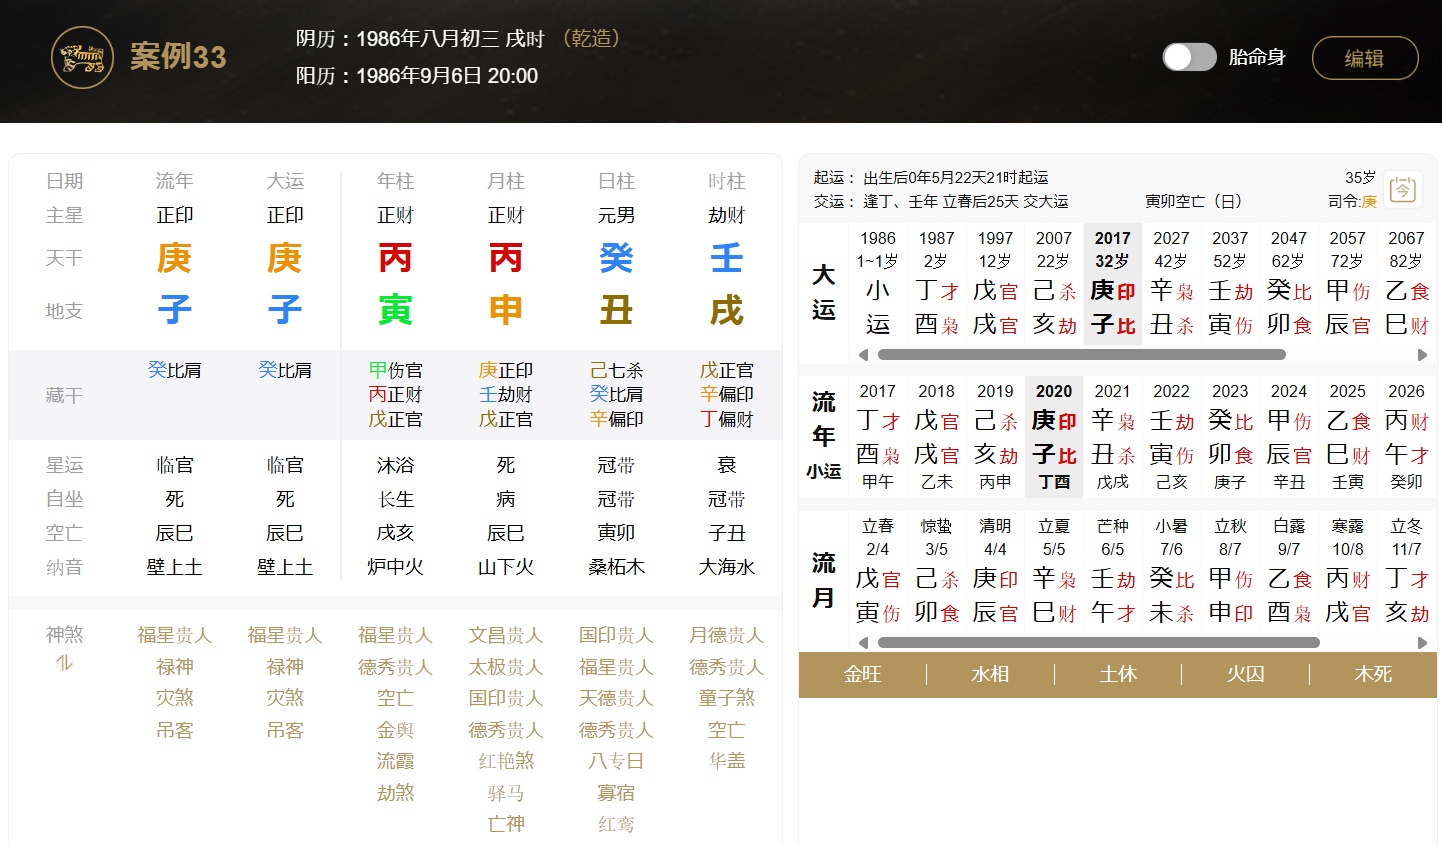 案例33
阴历：1986年八月初三 戌时 （乾造）
阳历：1986年9月6日 20:00
胎命身
编辑
日期 流年 大运 年柱 月柱 日柱 时柱
主星 正印 正印 正财 正财 元男 劫财
天干 庚 庚 丙 丙 癸 壬
地支 子 子 寅 申 丑 戌
藏干 癸比肩 癸比肩 甲伤官 庚正印 己七杀 戊正官
丙正财 壬劫财 癸比肩 辛偏印
戊正官 戊正官 辛偏印 丁偏财
星运 临官 临官 沐浴 死 冠带 衰
自坐 死 死 长生 病 冠带 冠带
空亡 辰巳 辰巳 戌亥 辰巳 寅卯 子丑
纳音 壁上土 壁上土 炉中火 山下火 桑柘木 大海水
神煞 福星贵人 福星贵人 福星贵人 文昌贵人 国印贵人 月德贵人
禄神 禄神 德秀贵人 太极贵人 福星贵人 德秀贵人
灾煞 灾煞 空亡 国印贵人 天德贵人 童子煞
吊客 吊客 金舆 德秀贵人 德秀贵人 空亡
流霞 红艳煞 八专日 华盖
劫煞 驿马 寡宿
亡神 红鸾
起运： 出生后0年5月22天21时起运 35岁
交运： 逢丁、壬年 立春后25天 交大运 寅卯空亡（日） 司令:庚
今
大运
1986 1987 1997 2007 2017 2027 2037 2047 2057 2067
1~1岁 2岁 12岁 22岁 32岁 42岁 52岁 62岁 72岁 82岁
小 丁才 戊官 己杀 庚印 辛枭 壬劫 癸比 甲伤 乙食
运 酉枭 戌官 亥劫 子比 丑杀 寅伤 卯食 辰官 巳财
流年
小运
2017 2018 2019 2020 2021 2022 2023 2024 2025 2026
丁才 戊官 己杀 庚印 辛枭 壬劫 癸比 甲伤 乙食 丙财
酉枭 戌官 亥劫 子比 丑杀 寅伤 卯食 辰官 巳财 午才
甲午 乙未 丙申 丁酉 戊戌 己亥 庚子 辛丑 壬寅 癸卯
流月
立春 惊蛰 清明 立夏 芒种 小暑 立秋 白露 寒露 立冬
2/4 3/5 4/4 5/5 6/5 7/6 8/7 9/7 10/8 11/7
戊官 己杀 庚印 辛枭 壬劫 癸比 甲伤 乙食 丙财 丁才
寅伤 卯食 辰官 巳财 午才 未杀 申印 酉枭 戌官 亥劫
金旺 水相 土休 火囚 木死